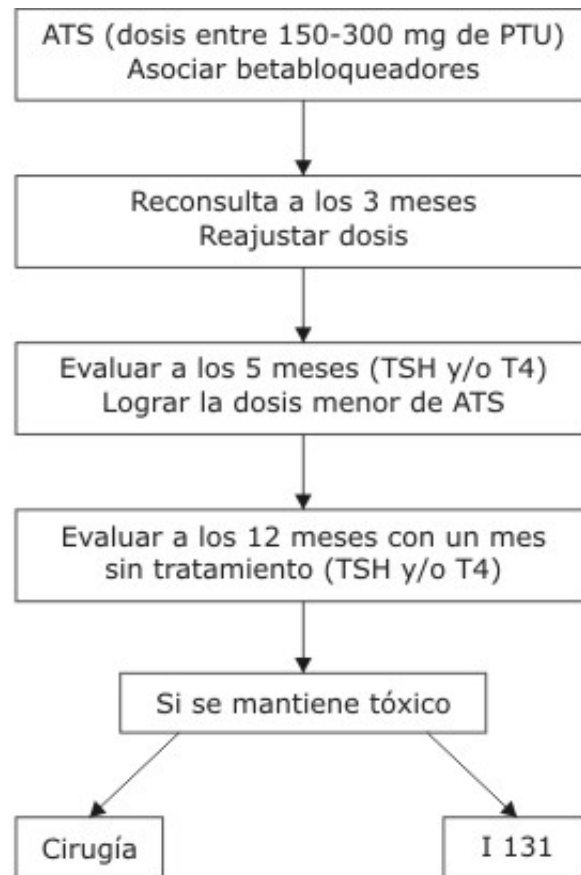 ATS (dosis entre 150-300 mg de PTU)
Asociar betabloqueadores
Reconsulta a los 3 meses
Reajustar dosis
Evaluar a los 5 meses (TSH y/o T4)
Lograr la dosis menor de ATS
Evaluar a los 12 meses con un mes
sin tratamiento (TSH y/o T4)
Si se mantiene tóxico
Cirugía
I 131